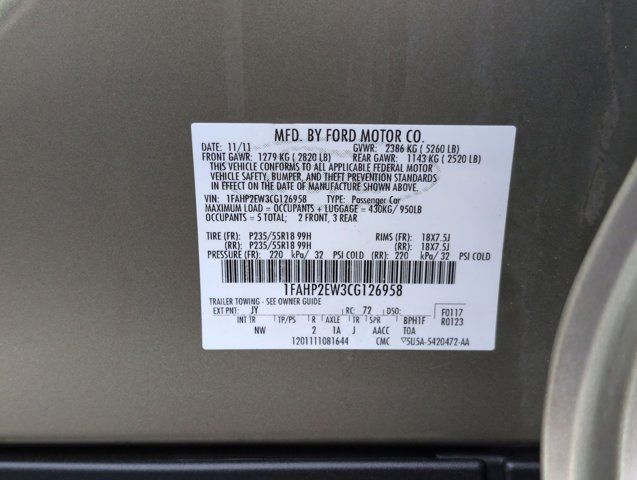 MFD. BY FORD MOTOR CO.
DATE: 11/11 GVWR: 2386 KG ( 5260 LB)
FRONT GAWR: 1279 KG ( 2820 LB) REAR GAWR: 1143 KG ( 2520 LB)
THIS VEHICLE CONFORMS TO ALL APPLICABLE FEDERAL MOTOR
VEHICLE SAFETY, BUMPER, AND THEFT PREVENTION STANDARDS
IN EFFECT ON THE DATE OF MANUFACTURE SHOWN ABOVE.
VIN: 1FAHP2EW3CG126958 TYPE: Passenger Car
MAXIMUM LOAD = OCCUPANTS + LUGGAGE = 430KG/ 950LB
OCCUPANTS = 5 TOTAL; 2 FRONT, 3 REAR
TIRE (FR): P235/55R18 99H RIMS (FR): 18X7.5J
(RR): P235/55R18 99H (RR): 18X7.5J
PRESSURE (FR): 220 kPa/ 32 PSI COLD (RR): 220 kPa/ 32 PSI COLD
1FAHP2EW3CG126958
TRAILER TOWING - SEE OWNER GUIDE
EXT PNT: JY RC: 72 DSO: F0117
INT TR TP/PS R AXLE TR SPR BPH1F R0123
NW 2 1A J AACC TOA
1201111081644 CMC 5U5A-5420472-AA